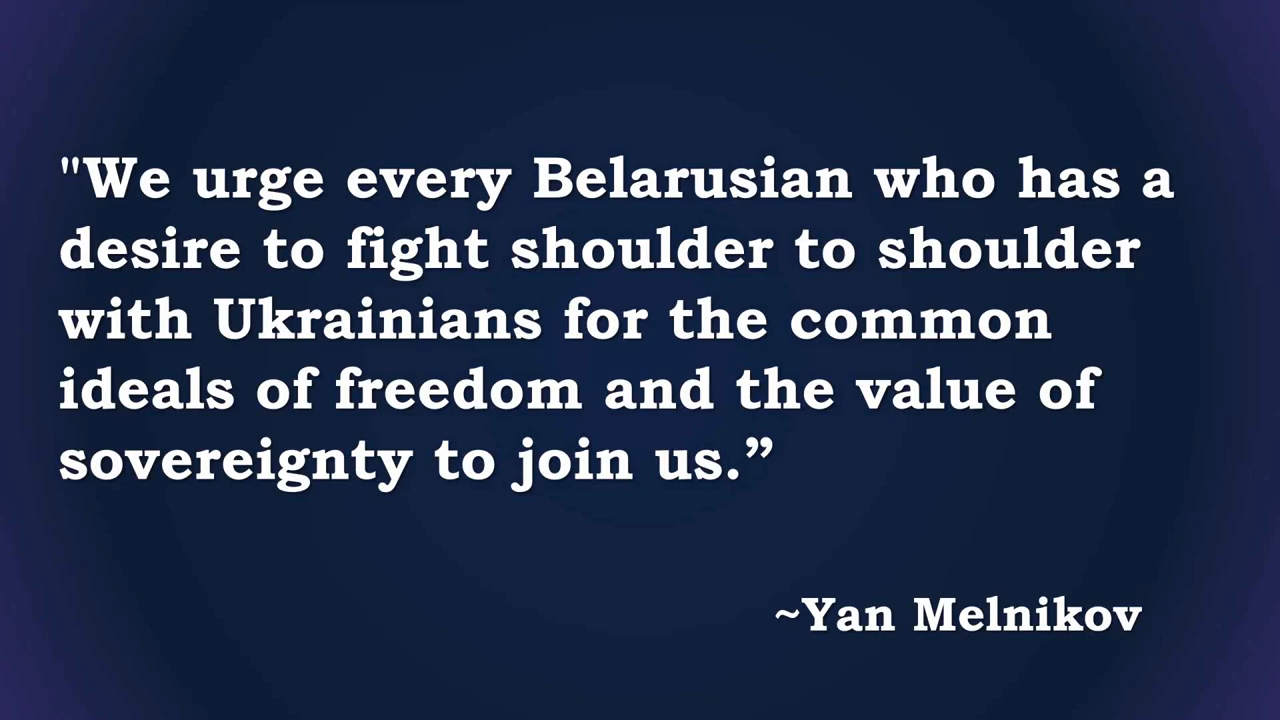 "We urge every Belarusian who has a
desire to fight shoulder to shoulder
with Ukrainians for the common
ideals of freedom and the value of
sovereignty to join us.”
~Yan Melnikov